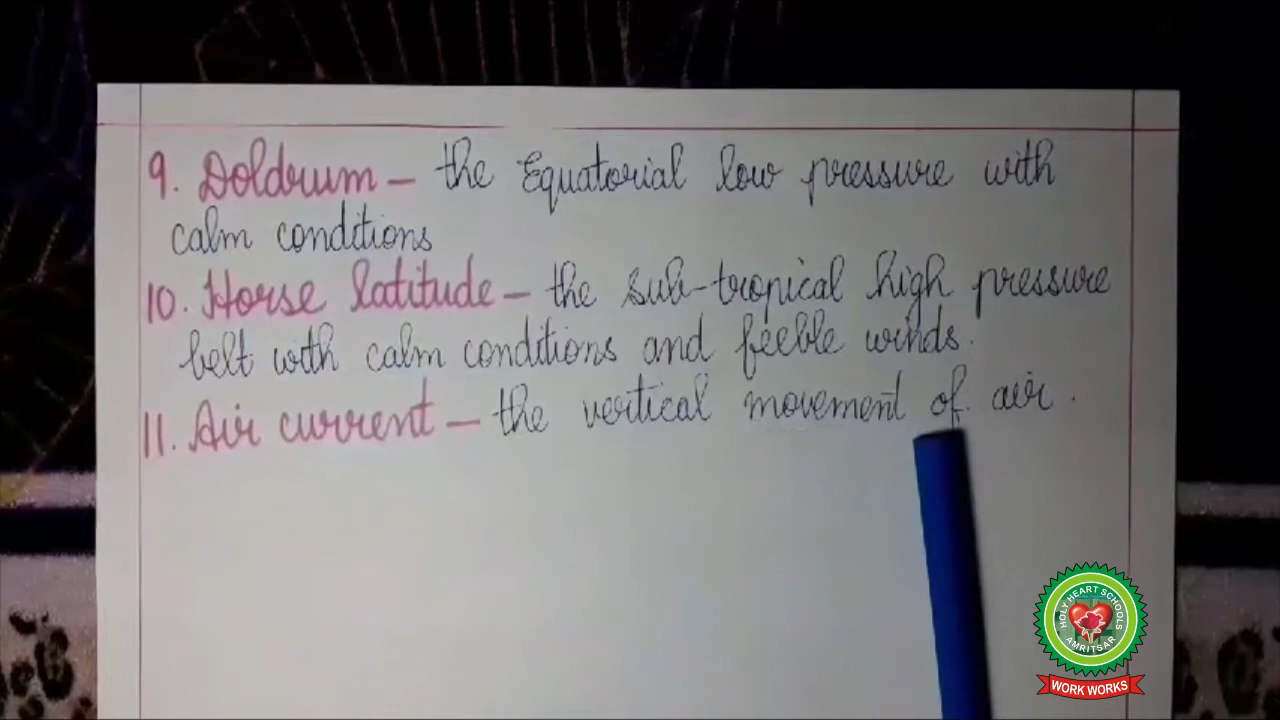 9. Doldrum – the Equatorial low pressure with
calm conditions
10. Horse latitude – the sub-tropical high pressure
belt with calm conditions and feeble winds.
11. Air current – the vertical movement of air.
HOLY HEART SCHOOLS
AMRITSAR
WORK WORKS